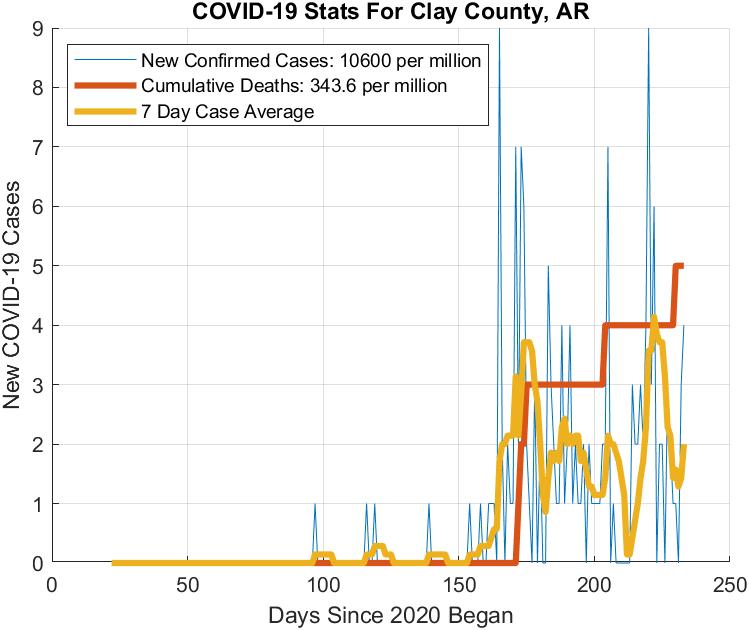 COVID-19 Stats For Clay County, AR
New Confirmed Cases: 10600 per million
Cumulative Deaths: 343.6 per million
7 Day Case Average
New COVID-19 Cases
9
8
7
6
5
4
3
2
1
0
0 50 100 150 200 250
Days Since 2020 Began